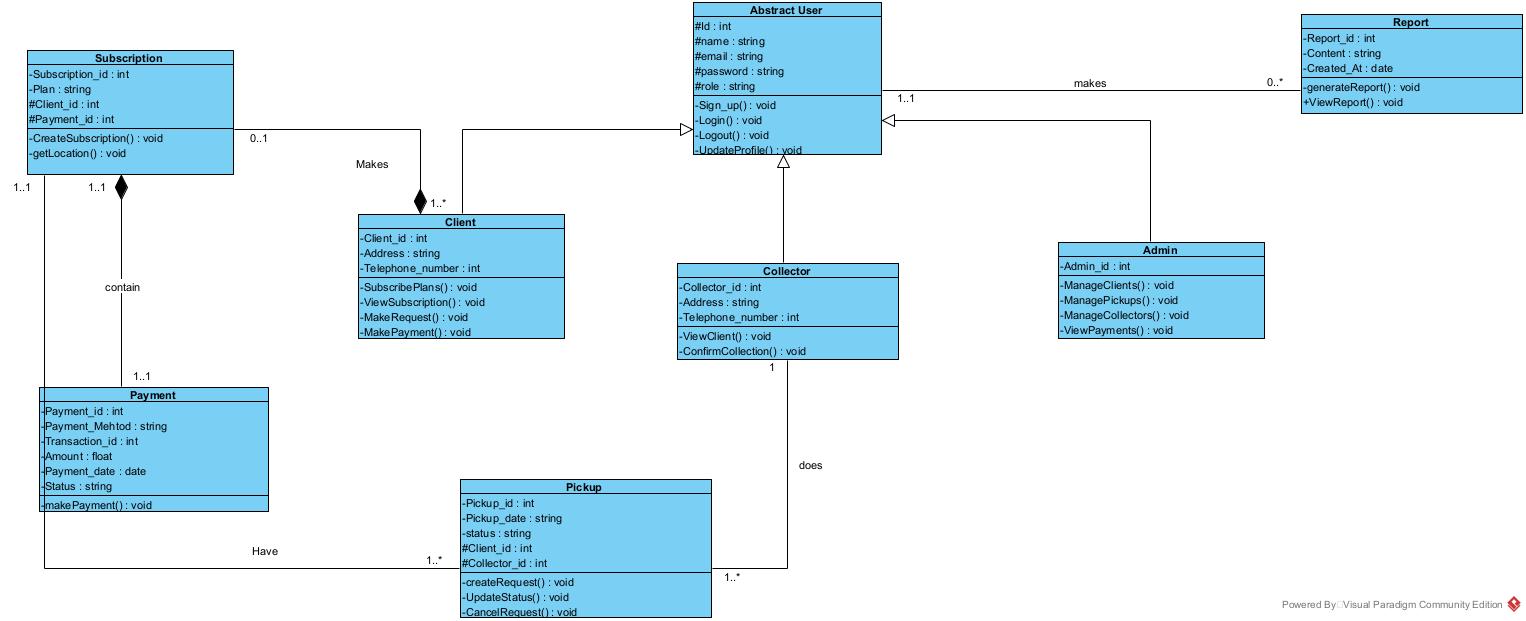 Abstract User
#Id : int
#name : string
#email : string
#password : string
#role : string
-Sign_up() : void
-Login() : void
-Logout() : void
-UpdateProfile() : void
Report
-Report_id : int
-Content : string
-Created_At : date
-generateReport() : void
+ViewReport() : void
makes
1..1
0..*
Subscription
-Subscription_id : int
-Plan : string
#Client_id : int
#Payment_id : int
-CreateSubscription() : void
-getLocation() : void
0..1
Makes
1..*
1..1
1..1
Client
-Client_id : int
-Address : string
-Telephone_number : int
-SubscribePlans() : void
-ViewSubscription() : void
-MakeRequest() : void
-MakePayment() : void
Collector
-Collector_id : int
-Address : string
-Telephone_number : int
-ViewClient() : void
-ConfirmCollection() : void
Admin
-Admin_id : int
-ManageClients() : void
-ManagePickups() : void
-ManageCollectors() : void
-ViewPayments() : void
contain
1..1
1
Payment
-Payment_id : int
-Payment_Mehtod : string
-Transaction_id : int
-Amount : float
-Payment_date : date
-Status : string
-makePayment() : void
does
Pickup
-Pickup_id : int
-Pickup_date : string
-status : string
#Client_id : int
#Collector_id : int
-createRequest() : void
-UpdateStatus() : void
-CancelRequest() : void
Have
1..*
1..*
Powered By Visual Paradigm Community Edition